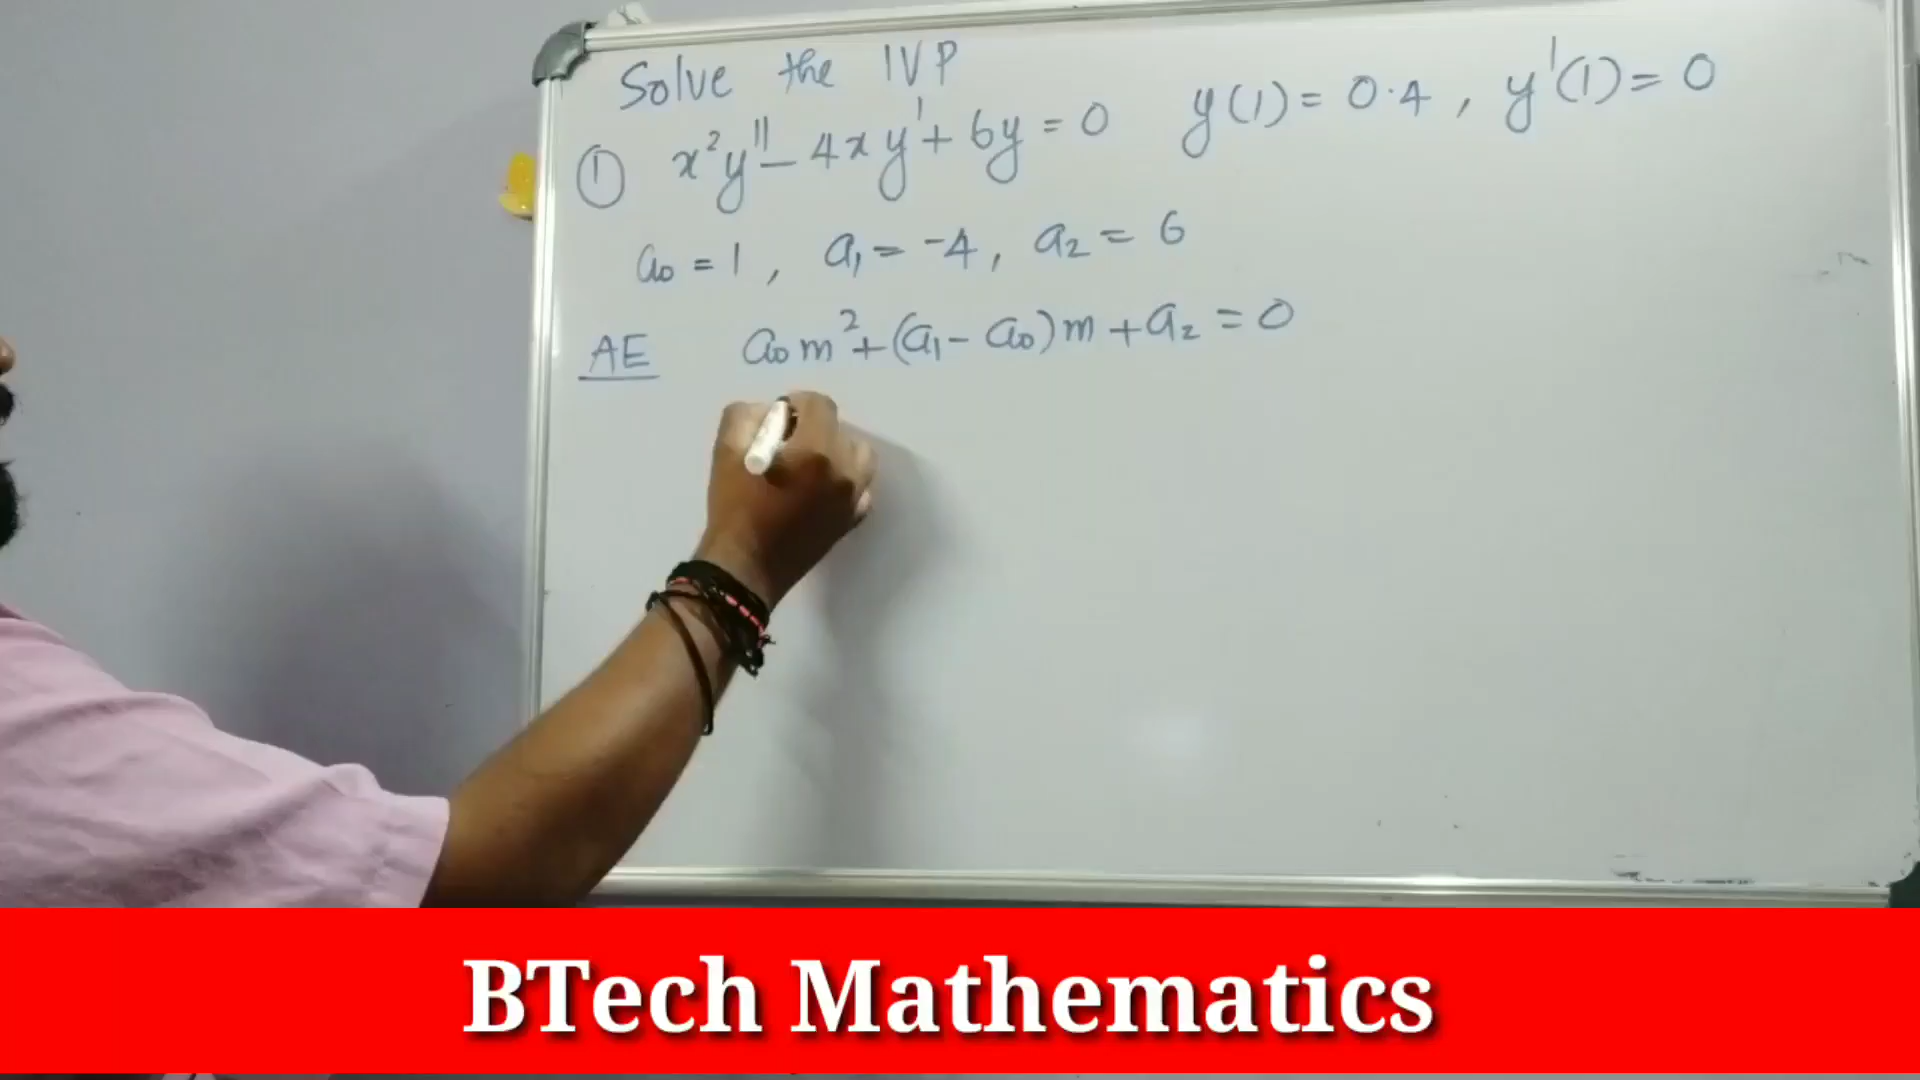 Solve the IVP
① x²y'' - 4xy' + 6y = 0 y(1) = 0.4, y'(1) = 0
a₀ = 1, a₁ = -4, a₂ = 6
AE a₀m² + (a₁ - a₀)m + a₂ = 0
BTech Mathematics